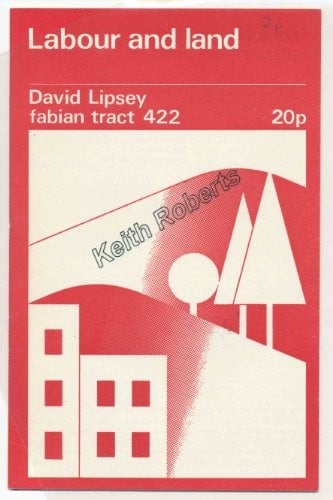 Labour and land
David Lipsey
fabian tract 422 20p
Keith Roberts